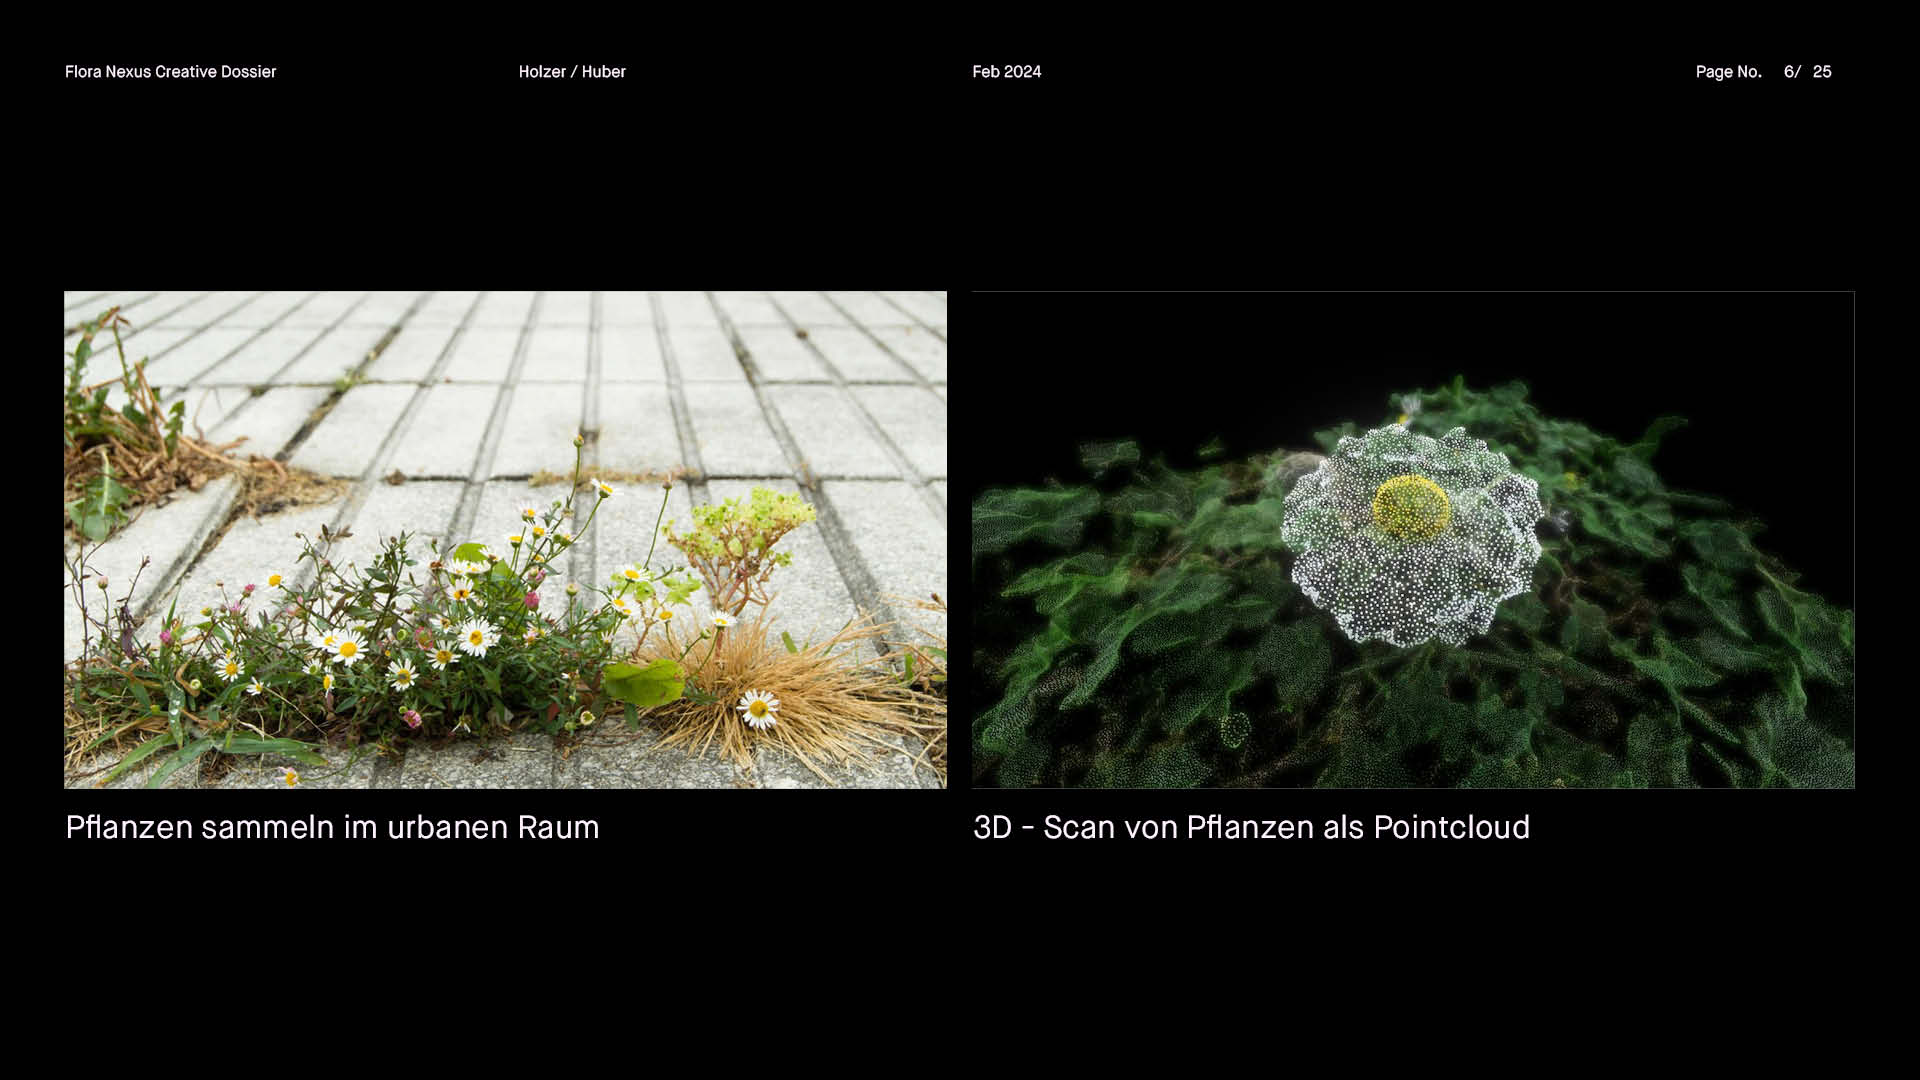 Flora Nexus Creative Dossier
Holzer / Huber
Feb 2024
Page No. 6/ 25
Pflanzen sammeln im urbanen Raum
3D - Scan von Pflanzen als Pointcloud